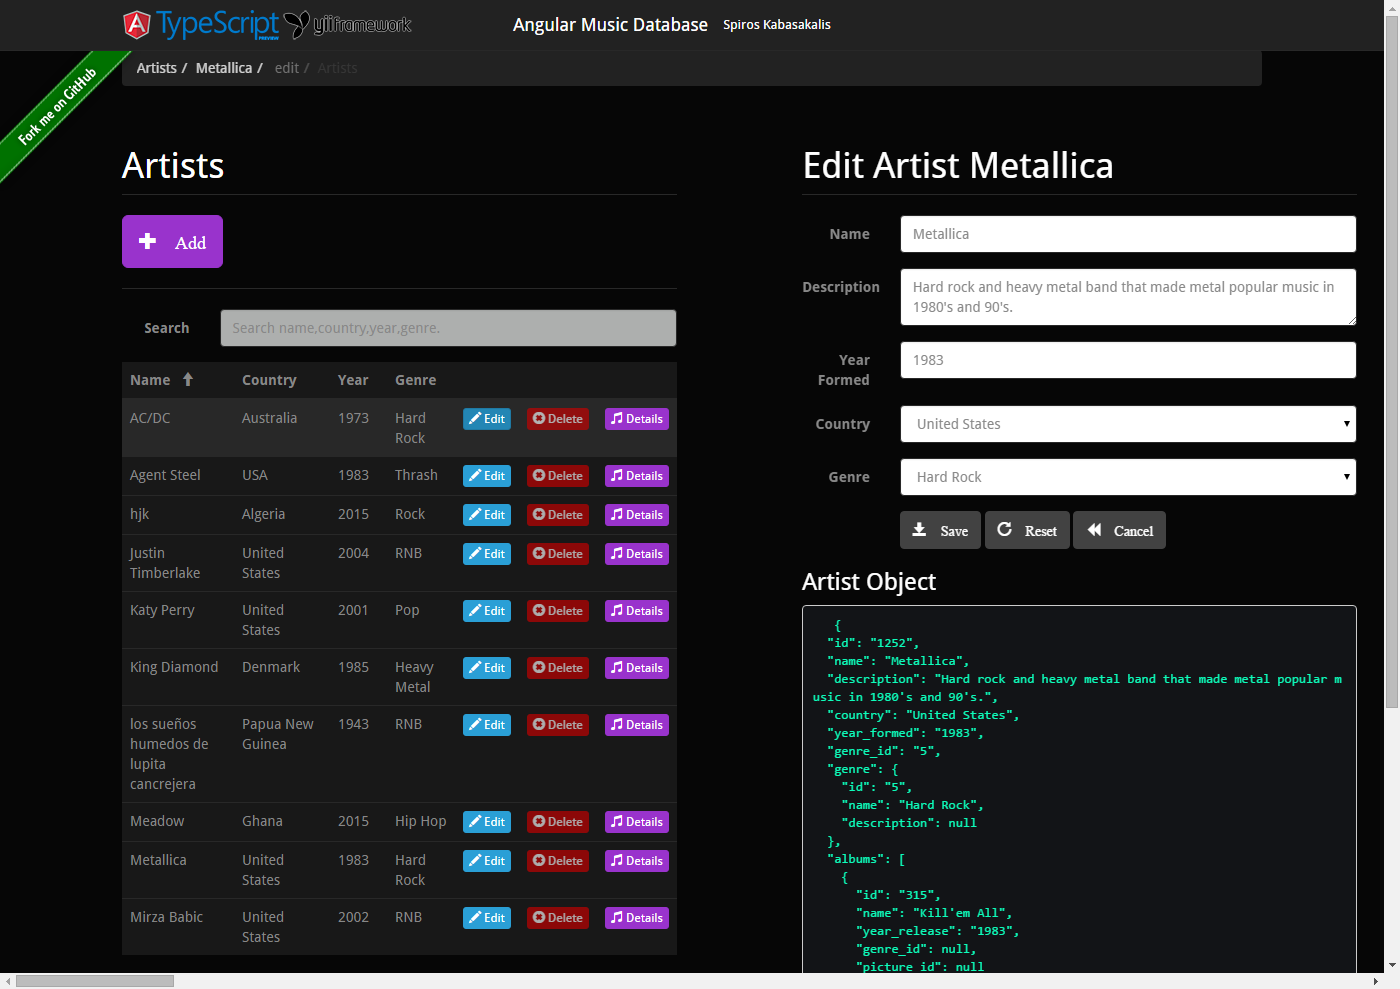 TypeScript PREVIEW yiiframework Angular Music Database Spiros Kabasakalis
Artists / Metallica / edit / Artists
Fork me on GitHub
Artists
Add
Search Search name,country,year,genre.
Name Country Year Genre
AC/DC Australia 1973 Hard Rock Edit Delete Details
Agent Steel USA 1983 Thrash Edit Delete Details
hjk Algeria 2015 Rock Edit Delete Details
Justin Timberlake United States 2004 RNB Edit Delete Details
Katy Perry United States 2001 Pop Edit Delete Details
King Diamond Denmark 1985 Heavy Metal Edit Delete Details
los sueños humedos de lupita cancrejera Papua New Guinea 1943 RNB Edit Delete Details
Meadow Ghana 2015 Hip Hop Edit Delete Details
Metallica United States 1983 Hard Rock Edit Delete Details
Mirza Babic United States 2002 RNB Edit Delete Details
Edit Artist Metallica
Name Metallica
Description Hard rock and heavy metal band that made metal popular music in
1980's and 90's.
Year Formed 1983
Country United States
Genre Hard Rock
Save Reset Cancel
Artist Object
{
"id": "1252",
"name": "Metallica",
"description": "Hard rock and heavy metal band that made metal popular m
usic in 1980's and 90's.",
"country": "United States",
"year_formed": "1983",
"genre_id": "5",
"genre": {
"id": "5",
"name": "Hard Rock",
"description": null
},
"albums": [
{
"id": "315",
"name": "Kill'em All",
"year_release": "1983",
"genre_id": null,
"picture_id": null